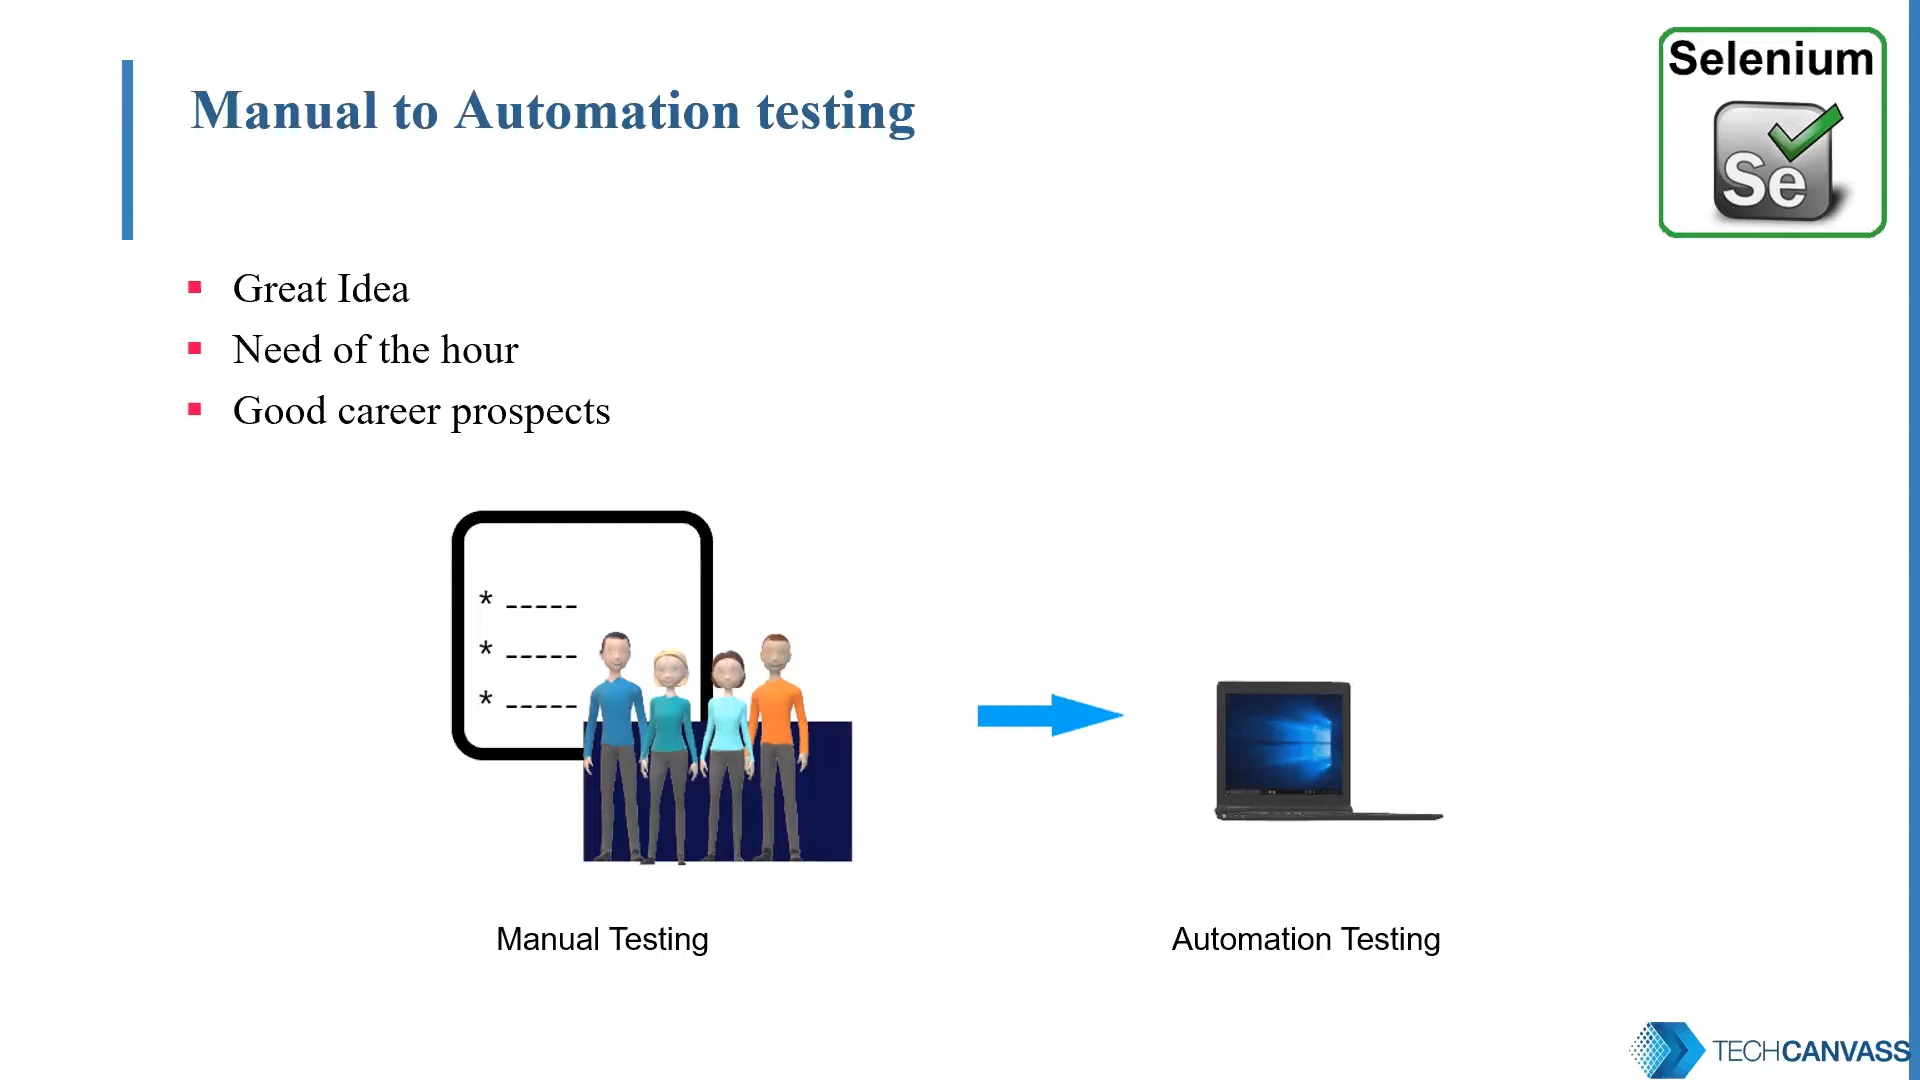 Selenium
Se
Manual to Automation testing
Great Idea
Need of the hour
Good career prospects
* -----
* -----
* -----
Manual Testing
Automation Testing
TECHCANVASS